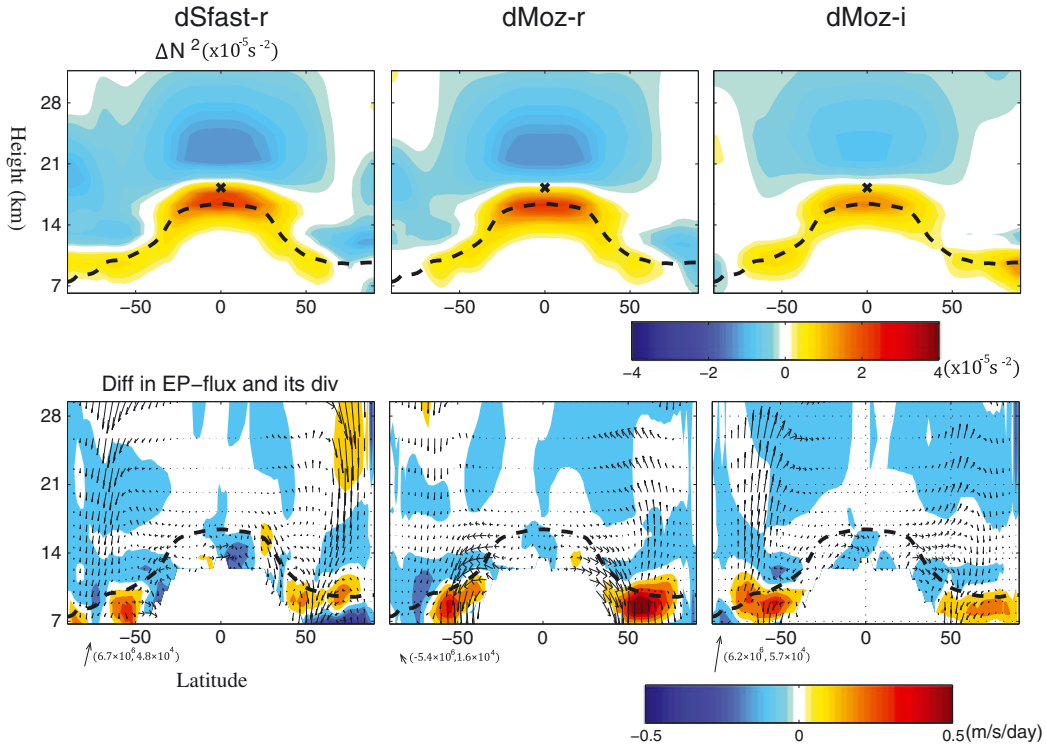 dSfast-r dMoz-r dMoz-i
ΔN ² (x10⁻⁵s⁻²)
Height (km)
28
21
14
7
−50 0 50
−50 0 50
−50 0 50
−4 −2 0 2 4 (x10⁻⁵s⁻²)
Diff in EP−flux and its div
28
21
14
7
−50 0 50
−50 0 50
−50 0 50
(6.7×10⁶,4.8×10⁴)
(-5.4×10⁶,1.6×10⁴)
(6.2×10⁶, 5.7×10⁴)
Latitude
−0.5 0 0.5 (m/s/day)